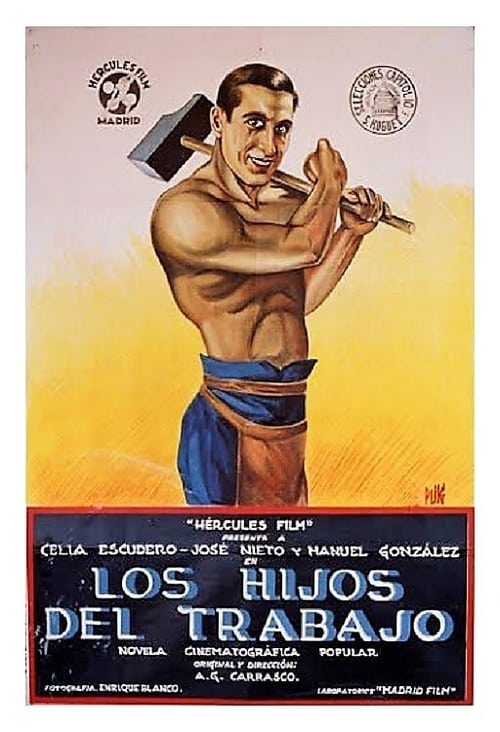 HÉRCULES FILM
MADRID
SELECCIONES CAPITOLIO
S. HUGUET
PUIG
"HÉRCULES FILM"
PRESENTA A
CELIA ESCUDERO-JOSÉ NIETO Y MANUEL GONZÁLEZ
EN
LOS HIJOS
DEL TRABAJO
NOVELA CINEMATOGRÁFICA POPULAR
ORIGINAL Y DIRECCIÓN:
A.G. CARRASCO.
FOTOGRAFIA. ENRIQUE BLANCO.
LABORATORIOS "MADRID FILM"